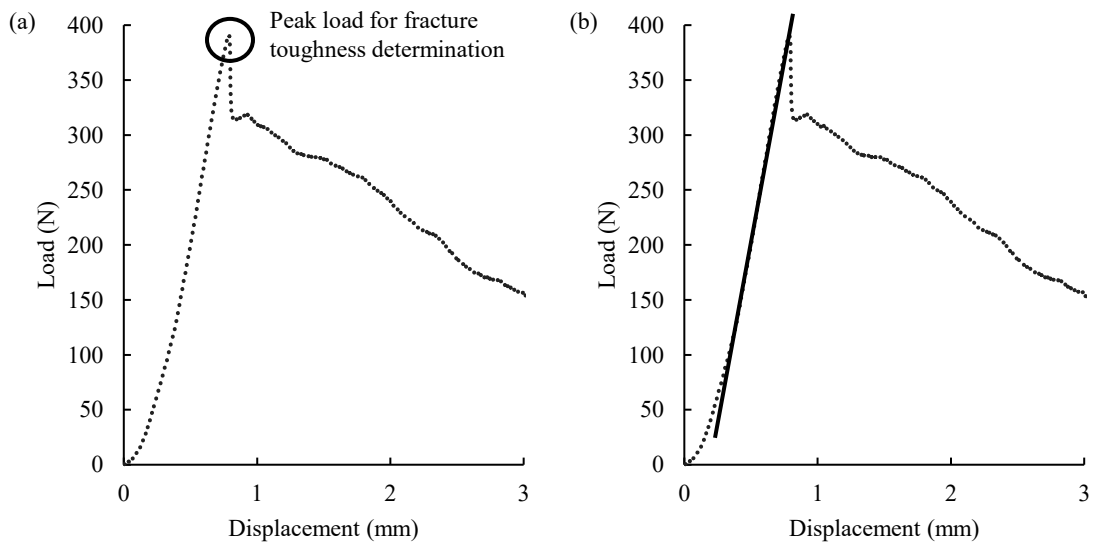 (a)
Peak load for fracture
toughness determination
400
350
300
250
200
150
100
50
0
Load (N)
0 1 2 3
Displacement (mm)
(b)
400
350
300
250
200
150
100
50
0
Load (N)
0 1 2 3
Displacement (mm)